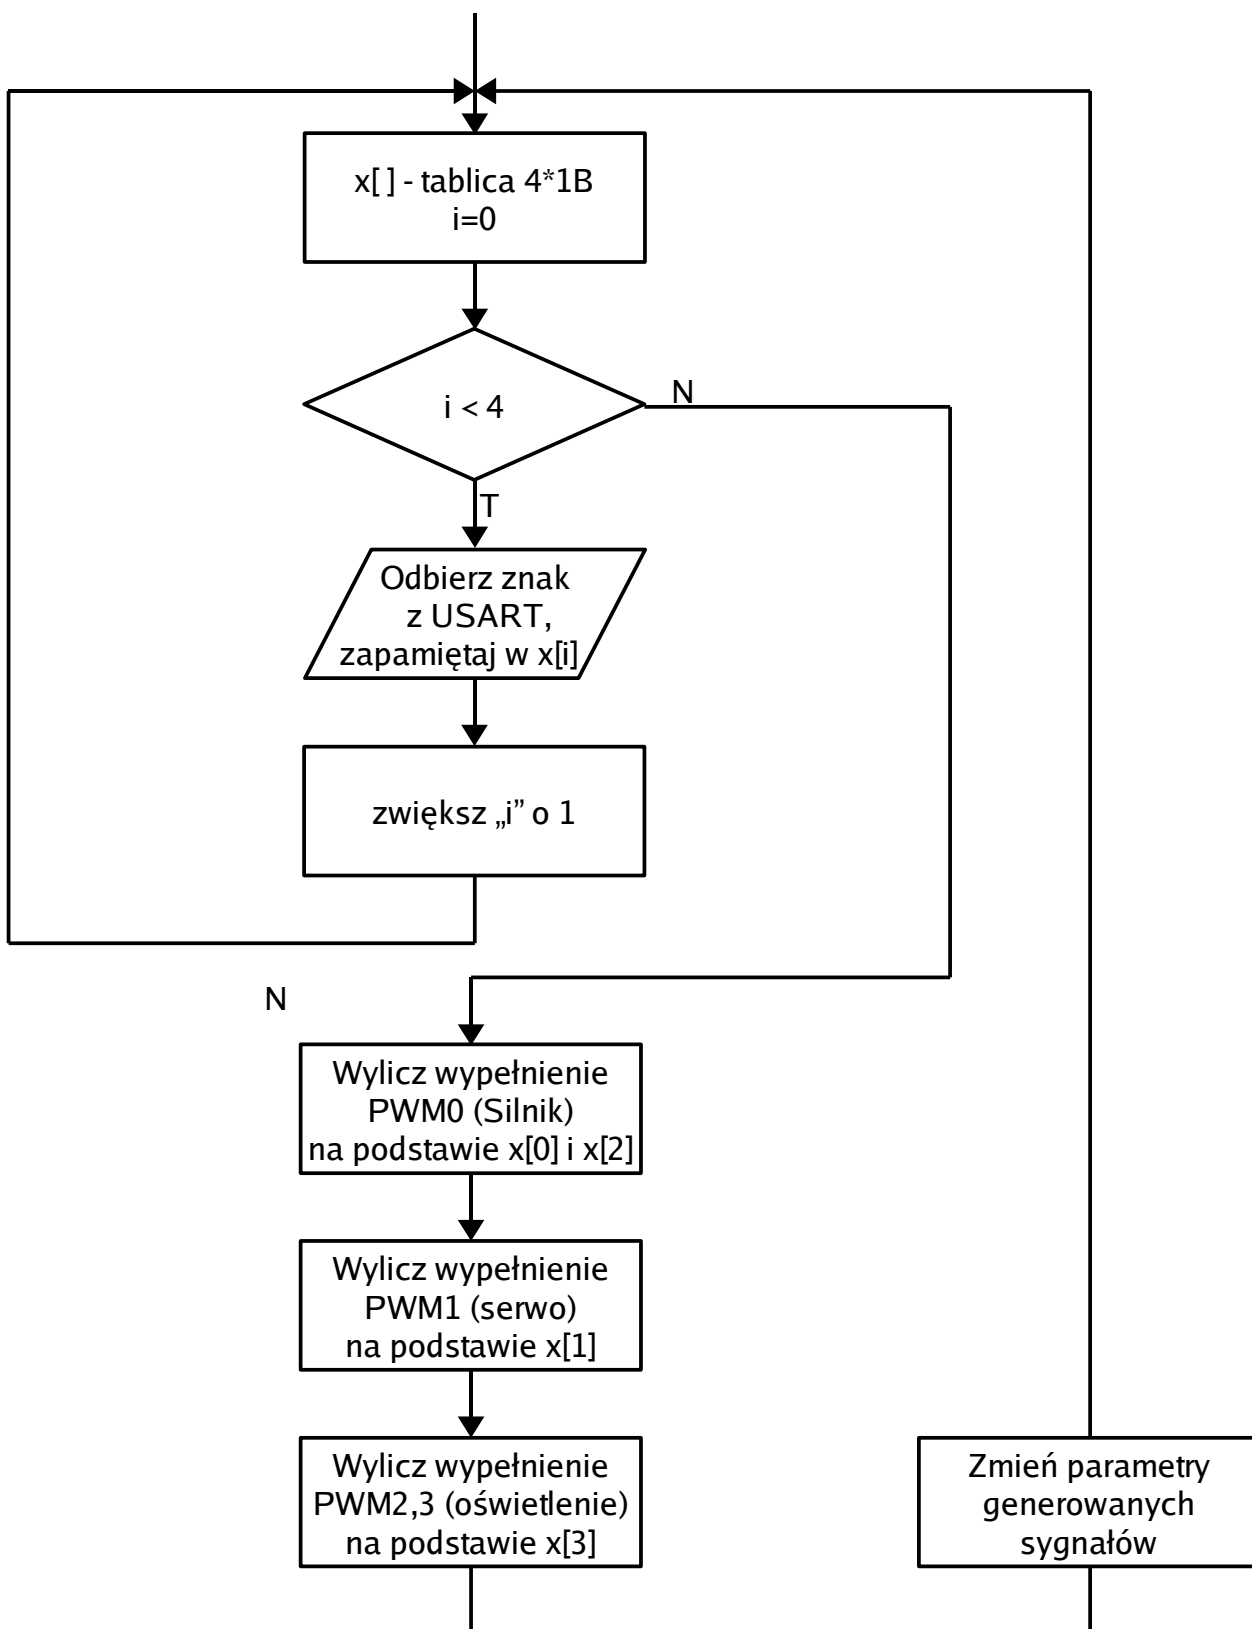 x[ ] - tablica 4*1B
i=0
i < 4
N
T
Odbierz znak
z USART,
zapamiętaj w x[i]
zwiększ „i” o 1
N
Wylicz wypełnienie
PWM0 (Silnik)
na podstawie x[0] i x[2]
Wylicz wypełnienie
PWM1 (serwo)
na podstawie x[1]
Wylicz wypełnienie
PWM2,3 (oświetlenie)
na podstawie x[3]
Zmień parametry
generowanych
sygnałów